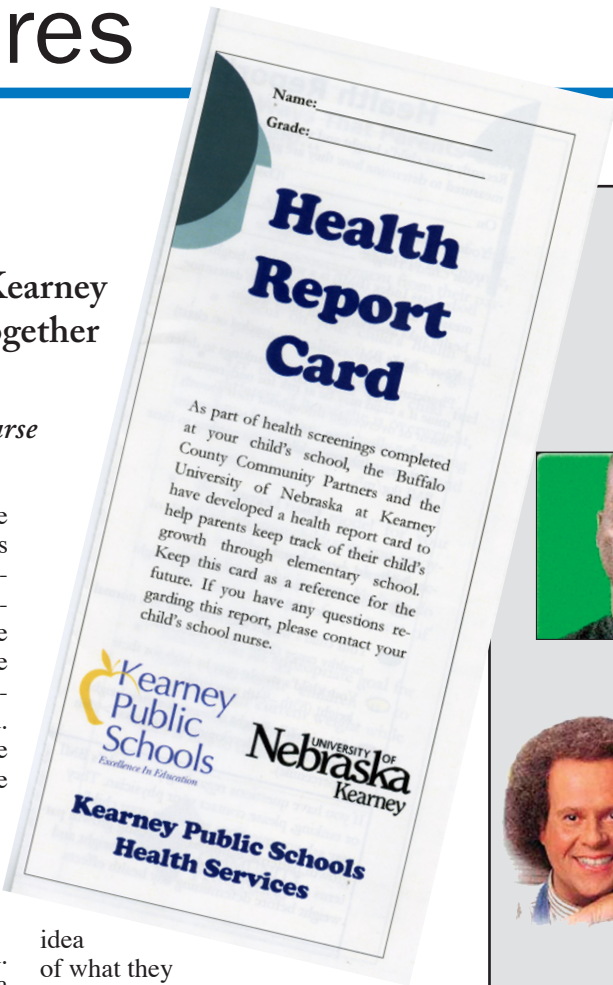 res
Kearney
gether
Name:
Grade:
Health
Report
Card
As part of health screenings completed
at your child's school, the Buffalo
County Community Partners and the
University of Nebraska at Kearney
have developed a health report card to
help parents keep track of their child's
growth through elementary school.
Keep this card as a reference for the
future. If you have any questions re-
garding this report, please contact your
child's school nurse.
Kearney
Public
Schools
Excellence In Education
UNIVERSITY OF
Nebraska
Kearney
Kearney Public Schools
Health Services
idea
of what they